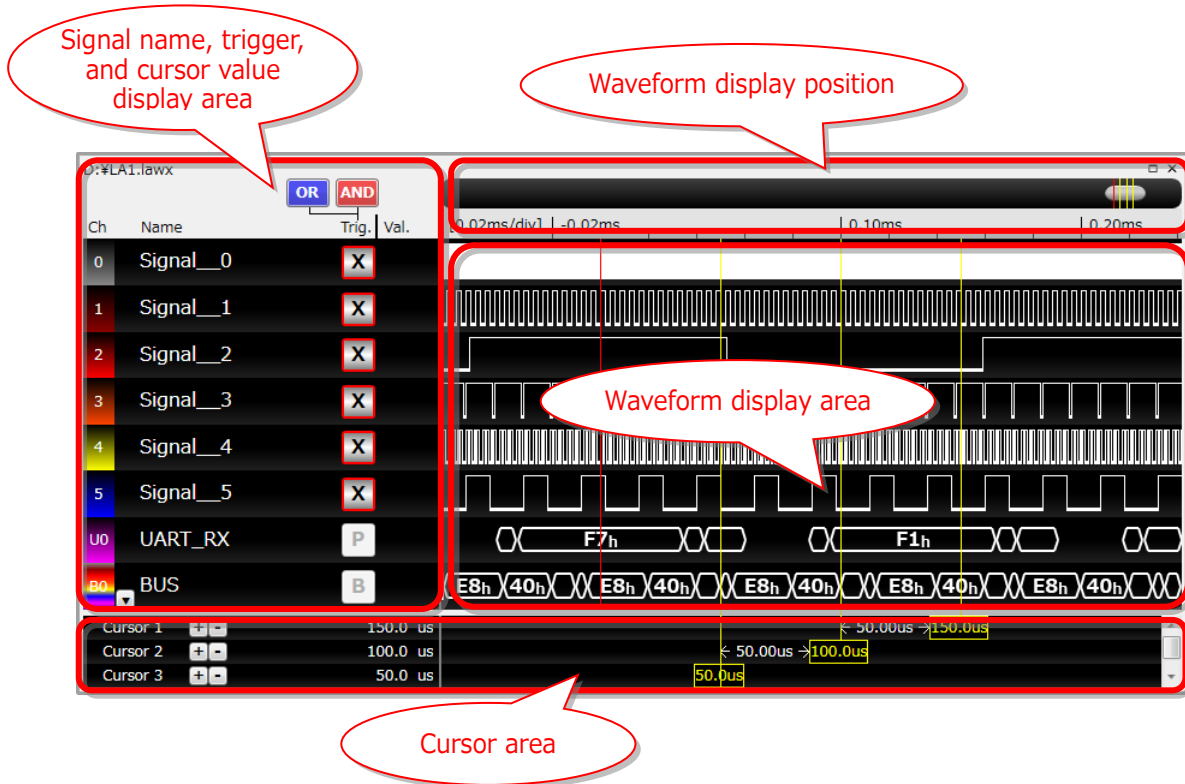 Signal name, trigger,
and cursor value
display area
Waveform display position
D:¥LA1.lawx
OR AND
Ch Name Trig. Val. [0.02ms/div] -0.02ms 0.10ms 0.20ms
0 Signal__0 X
1 Signal__1 X
2 Signal__2 X
3 Signal__3 X
Waveform display area
4 Signal__4 X
5 Signal__5 X
U0 UART_RX P F7h F1h
B0 BUS B E8h 40h E8h 40h E8h 40h E8h 40h E8h 40h
Cursor 1 + - 150.0 us 50.00us 150.0us
Cursor 2 + - 100.0 us 50.00us 100.0us
Cursor 3 + - 50.0 us 50.0us
Cursor area